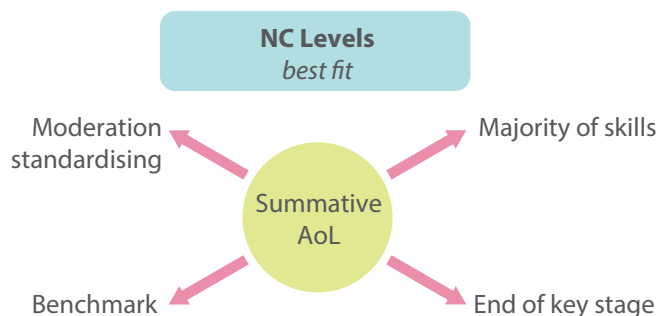 NC Levels
best fit
Moderation
standardising
Majority of skills
Summative
AoL
Benchmark
End of key stage